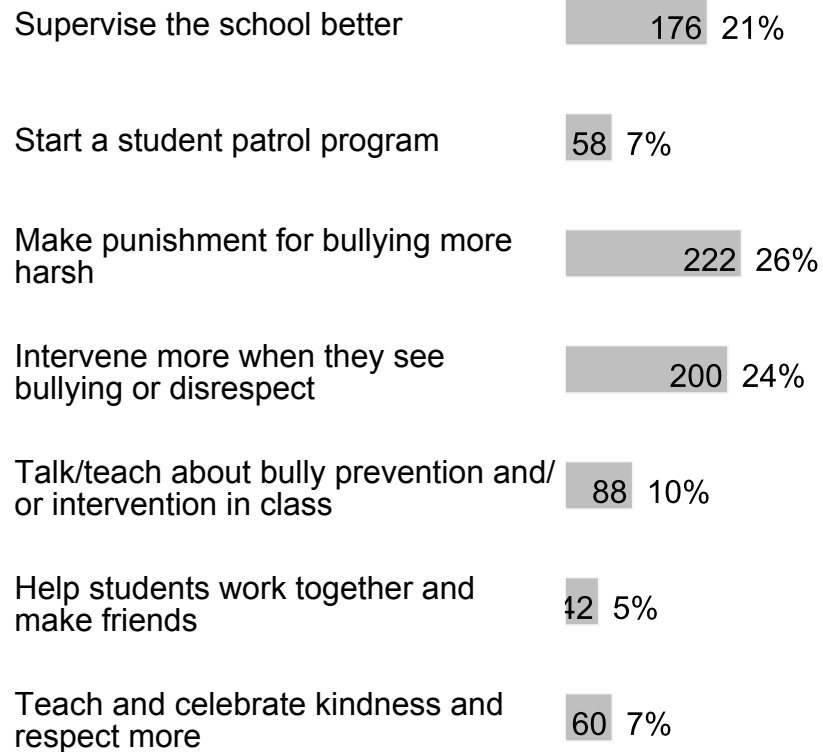 Supervise the school better 176 21%
Start a student patrol program 58 7%
Make punishment for bullying more
harsh 222 26%
Intervene more when they see
bullying or disrespect 200 24%
Talk/teach about bully prevention and/
or intervention in class 88 10%
Help students work together and
make friends 42 5%
Teach and celebrate kindness and
respect more 60 7%